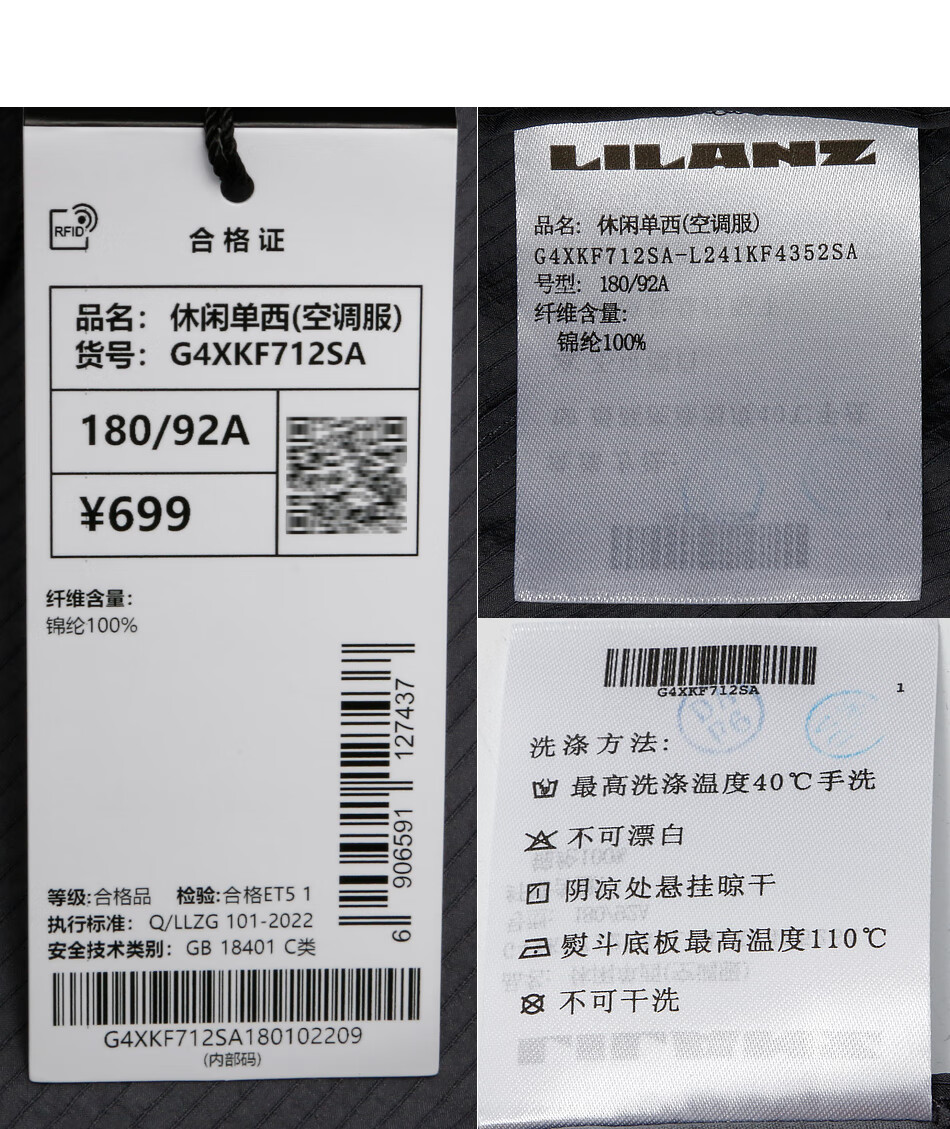 RFID
合格证
品名： 休闲单西(空调服)
货号： G4XKF712SA
180/92A
¥699
纤维含量：
锦纶100%
6 906591 127437
等级:合格品 检验:合格ET5 1
执行标准： Q/LLZG 101-2022
安全技术类别： GB 18401 C类
G4XKF712SA180102209
(内部码)
LILANZ
品名： 休闲单西(空调服)
G4XKF712SA-L241KF4352SA
号型： 180/92A
纤维含量：
锦纶100%
G4XKF712SA
1
洗涤方法：
最高洗涤温度40℃手洗
不可漂白
阴凉处悬挂晾干
熨斗底板最高温度110℃
不可干洗